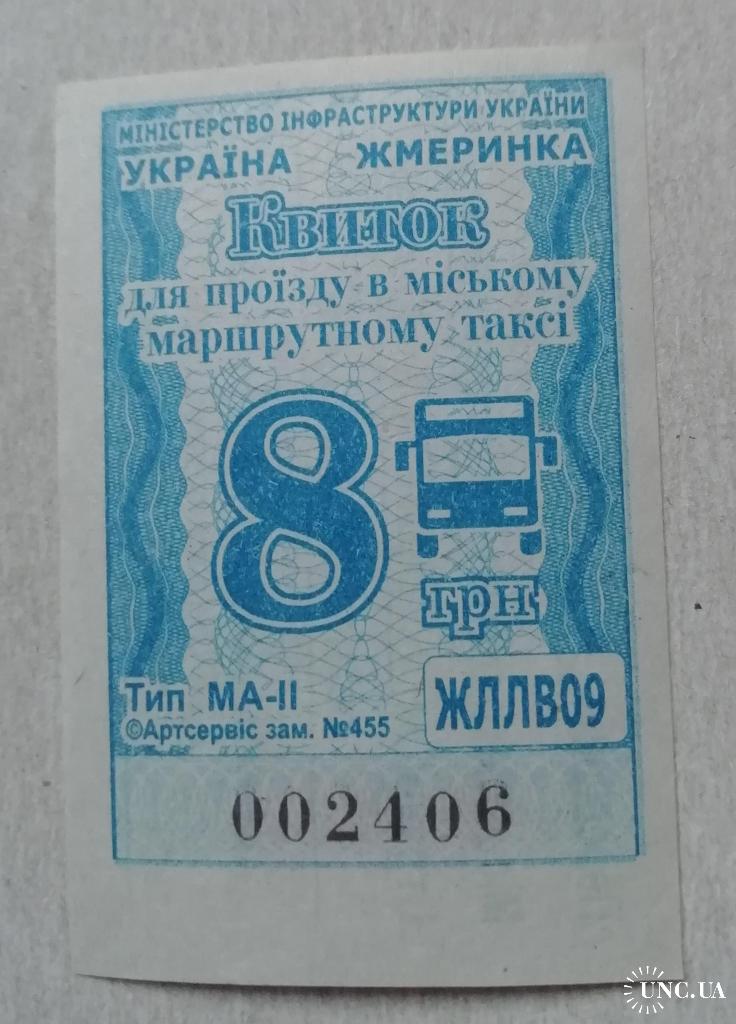 МІНІСТЕРСТВО ІНФРАСТРУКТУРИ УКРАЇНИ
УКРАЇНА ЖМЕРИНКА
Квиток
для проїзду в міському
маршрутному таксі
8 грн
Тип МА-ІІ
©Артсервіс зам. №455
ЖЛЛВ09
002406
UNC.UA